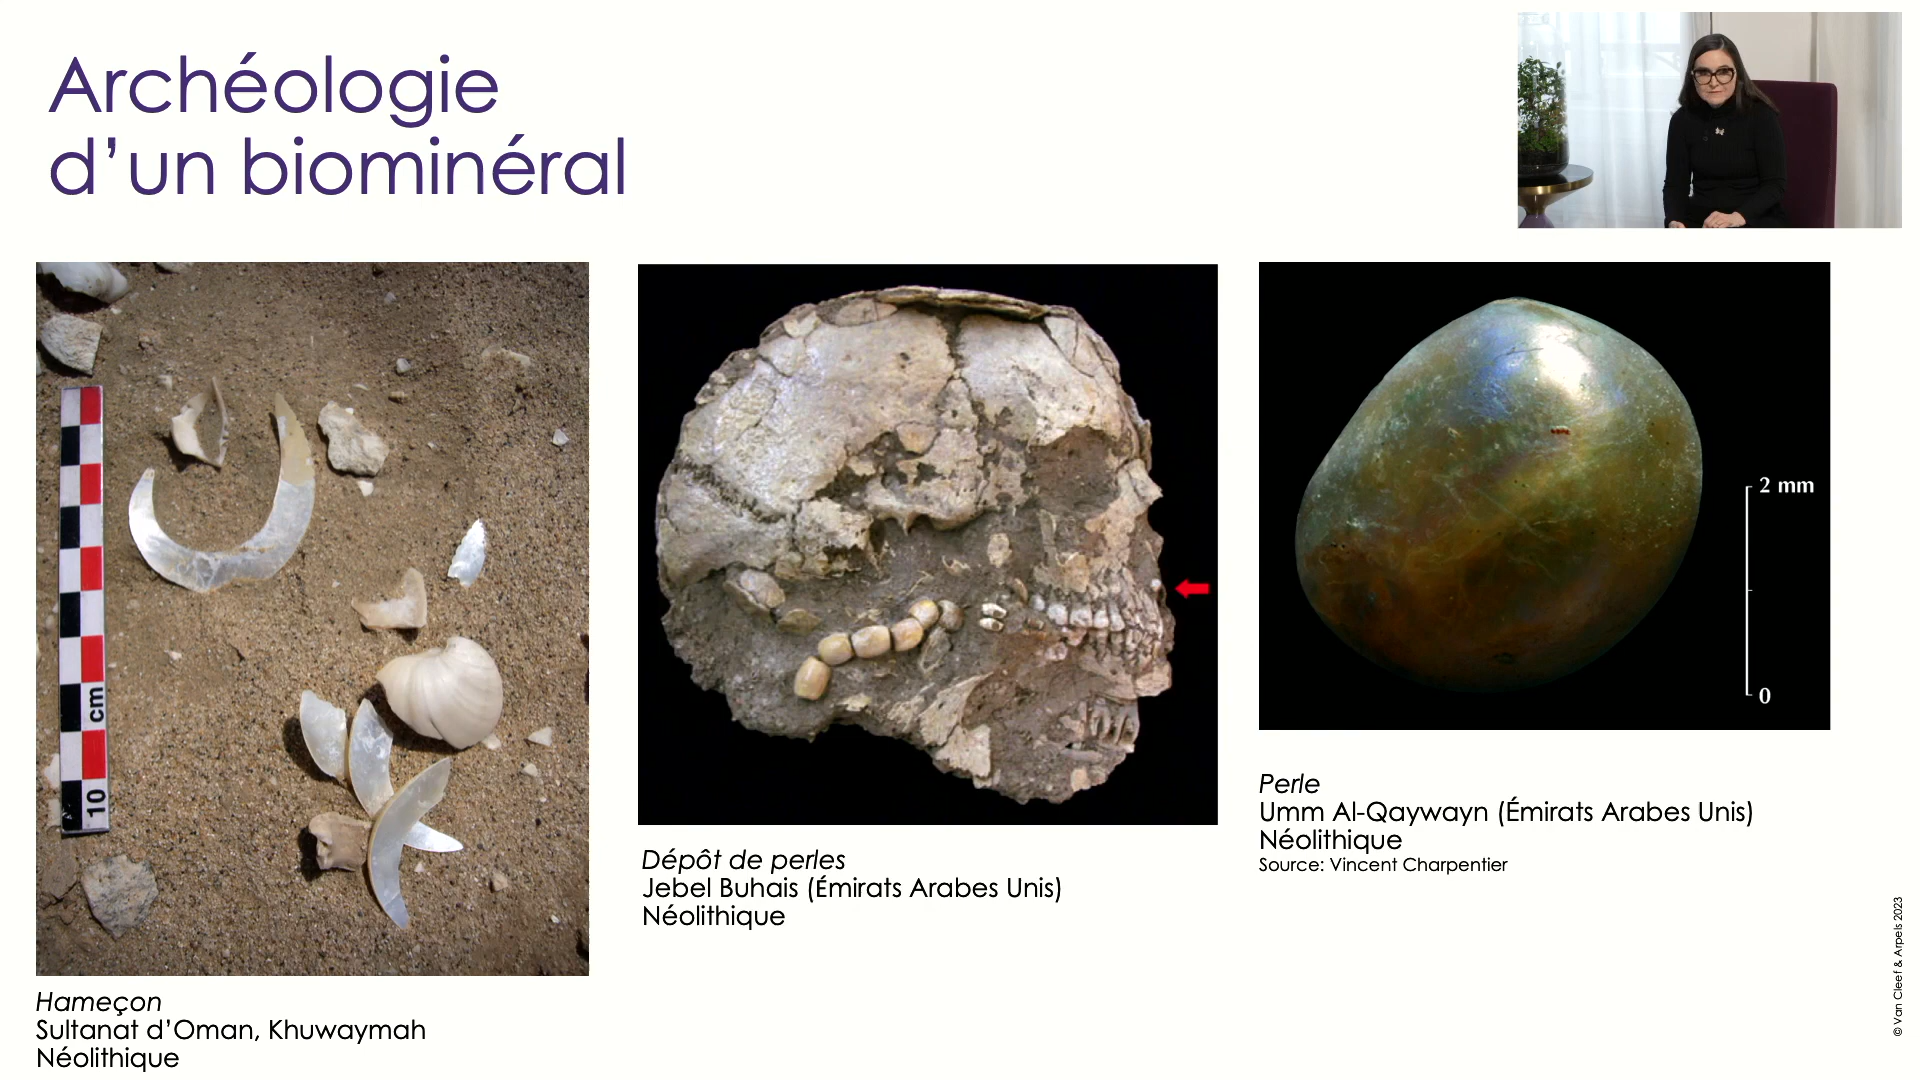 Archéologie
d’un biominéral
cm
10
Hameçon
Sultanat d’Oman, Khuwaymah
Néolithique
Dépôt de perles
Jebel Buhais (Émirats Arabes Unis)
Néolithique
2 mm
0
Perle
Umm Al-Qaywayn (Émirats Arabes Unis)
Néolithique
Source: Vincent Charpentier
© Van Cleef & Arpels 2023